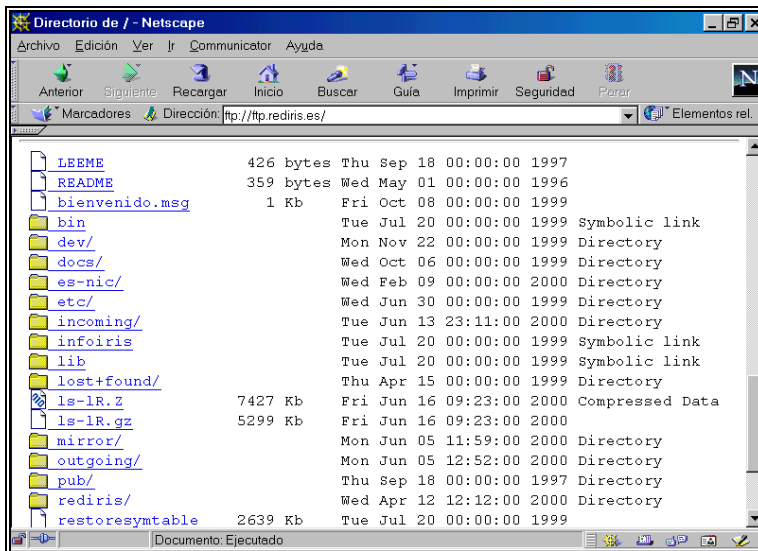 Directorio de / - Netscape
Archivo Edición Ver Ir Communicator Ayuda
Anterior Siguiente Recargar Inicio Buscar Guía Imprimir Seguridad Parar N
Marcadores Dirección: ftp://ftp.rediris.es/ Elementos rel.
LEEME 426 bytes Thu Sep 18 00:00:00 1997
README 359 bytes Wed May 01 00:00:00 1996
bienvenido.msg 1 Kb Fri Oct 08 00:00:00 1999
bin Tue Jul 20 00:00:00 1999 Symbolic link
dev/ Mon Nov 22 00:00:00 1999 Directory
docs/ Wed Oct 06 00:00:00 1999 Directory
es-nic/ Wed Feb 09 00:00:00 2000 Directory
etc/ Wed Jun 30 00:00:00 1999 Directory
incoming/ Tue Jun 13 23:11:00 2000 Directory
infoiris Tue Jul 20 00:00:00 1999 Symbolic link
lib Tue Jul 20 00:00:00 1999 Symbolic link
lost+found/ Thu Apr 15 00:00:00 1999 Directory
ls-lR.Z 7427 Kb Fri Jun 16 09:23:00 2000 Compressed Data
ls-lR.gz 5299 Kb Fri Jun 16 09:23:00 2000
mirror/ Mon Jun 05 11:59:00 2000 Directory
outgoing/ Mon Jun 05 12:52:00 2000 Directory
pub/ Thu Sep 18 00:00:00 1997 Directory
rediris/ Wed Apr 12 12:12:00 2000 Directory
restoresymtable 2639 Kb Tue Jul 20 00:00:00 1999
Documento: Ejecutado